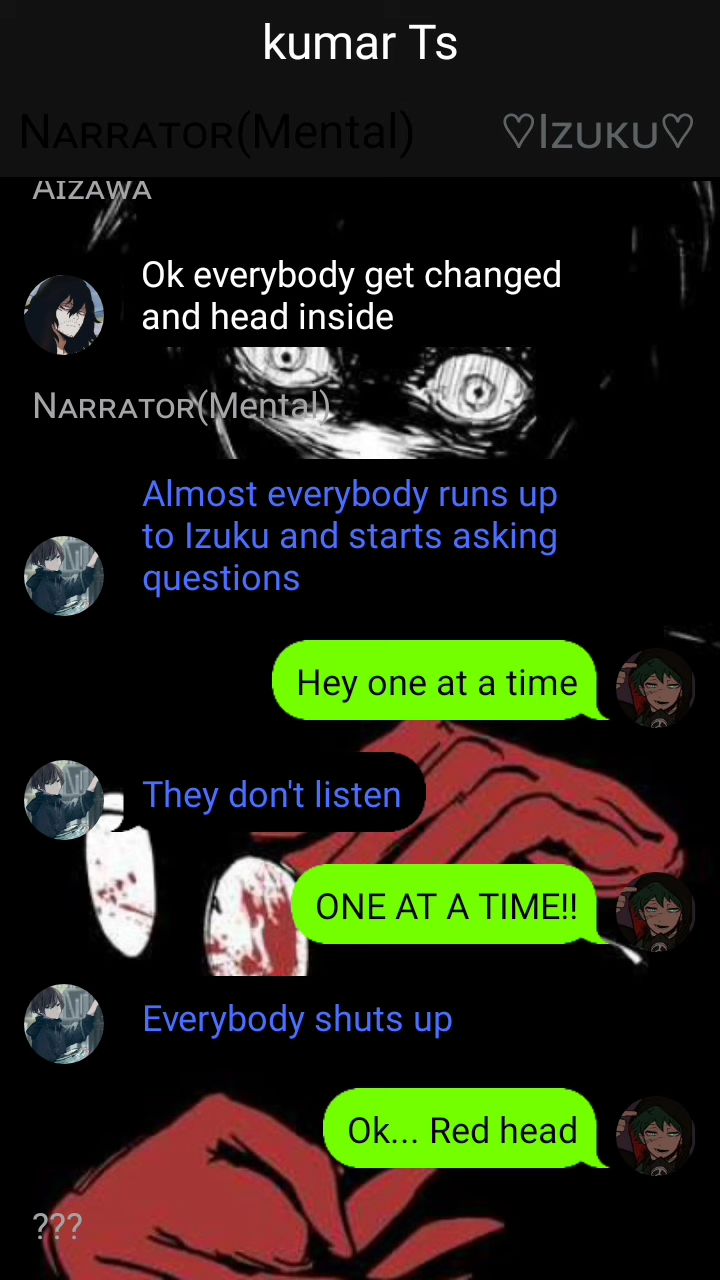 kumar Ts
Narrator(Mental) ♡Izuku♡
Aizawa
Ok everybody get changed
and head inside
Narrator(Mental)
Almost everybody runs up
to Izuku and starts asking
questions
Hey one at a time
They don't listen
ONE AT A TIME!!
Everybody shuts up
Ok... Red head
???